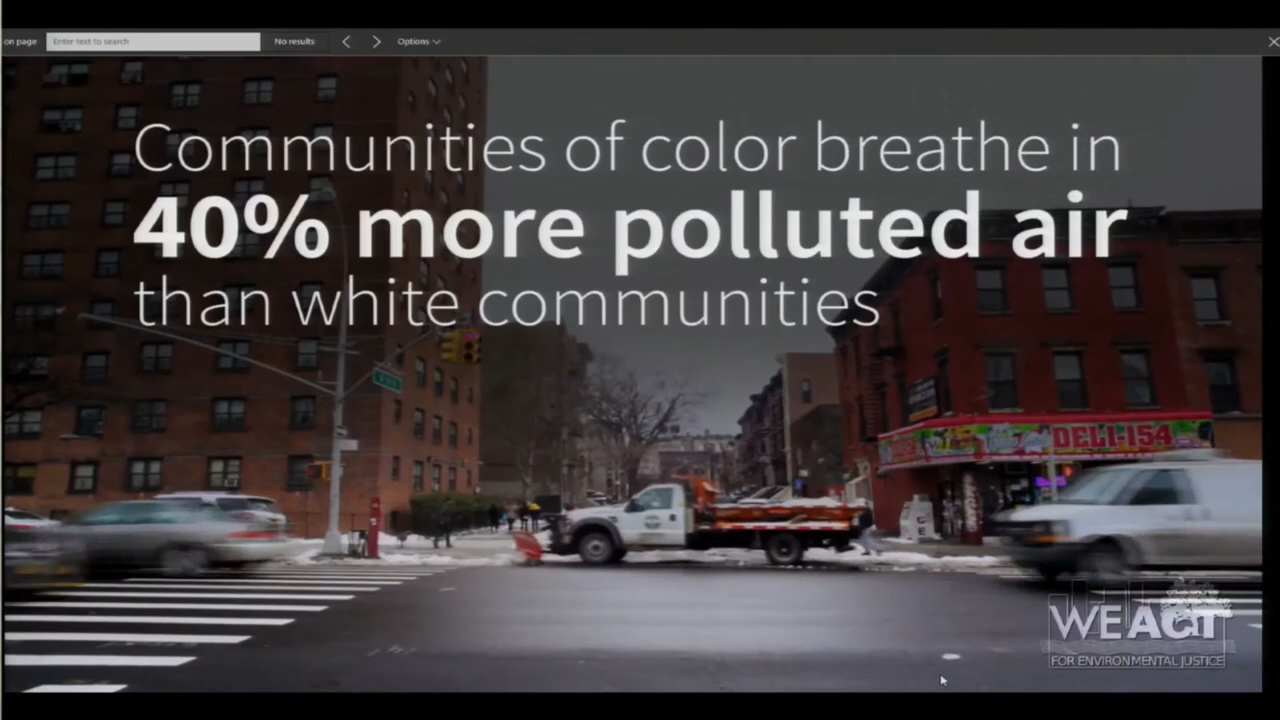 on page Enter text to search No results Options
Communities of color breathe in
40% more polluted air
than white communities
DELI-154
WE ACT
FOR ENVIRONMENTAL JUSTICE